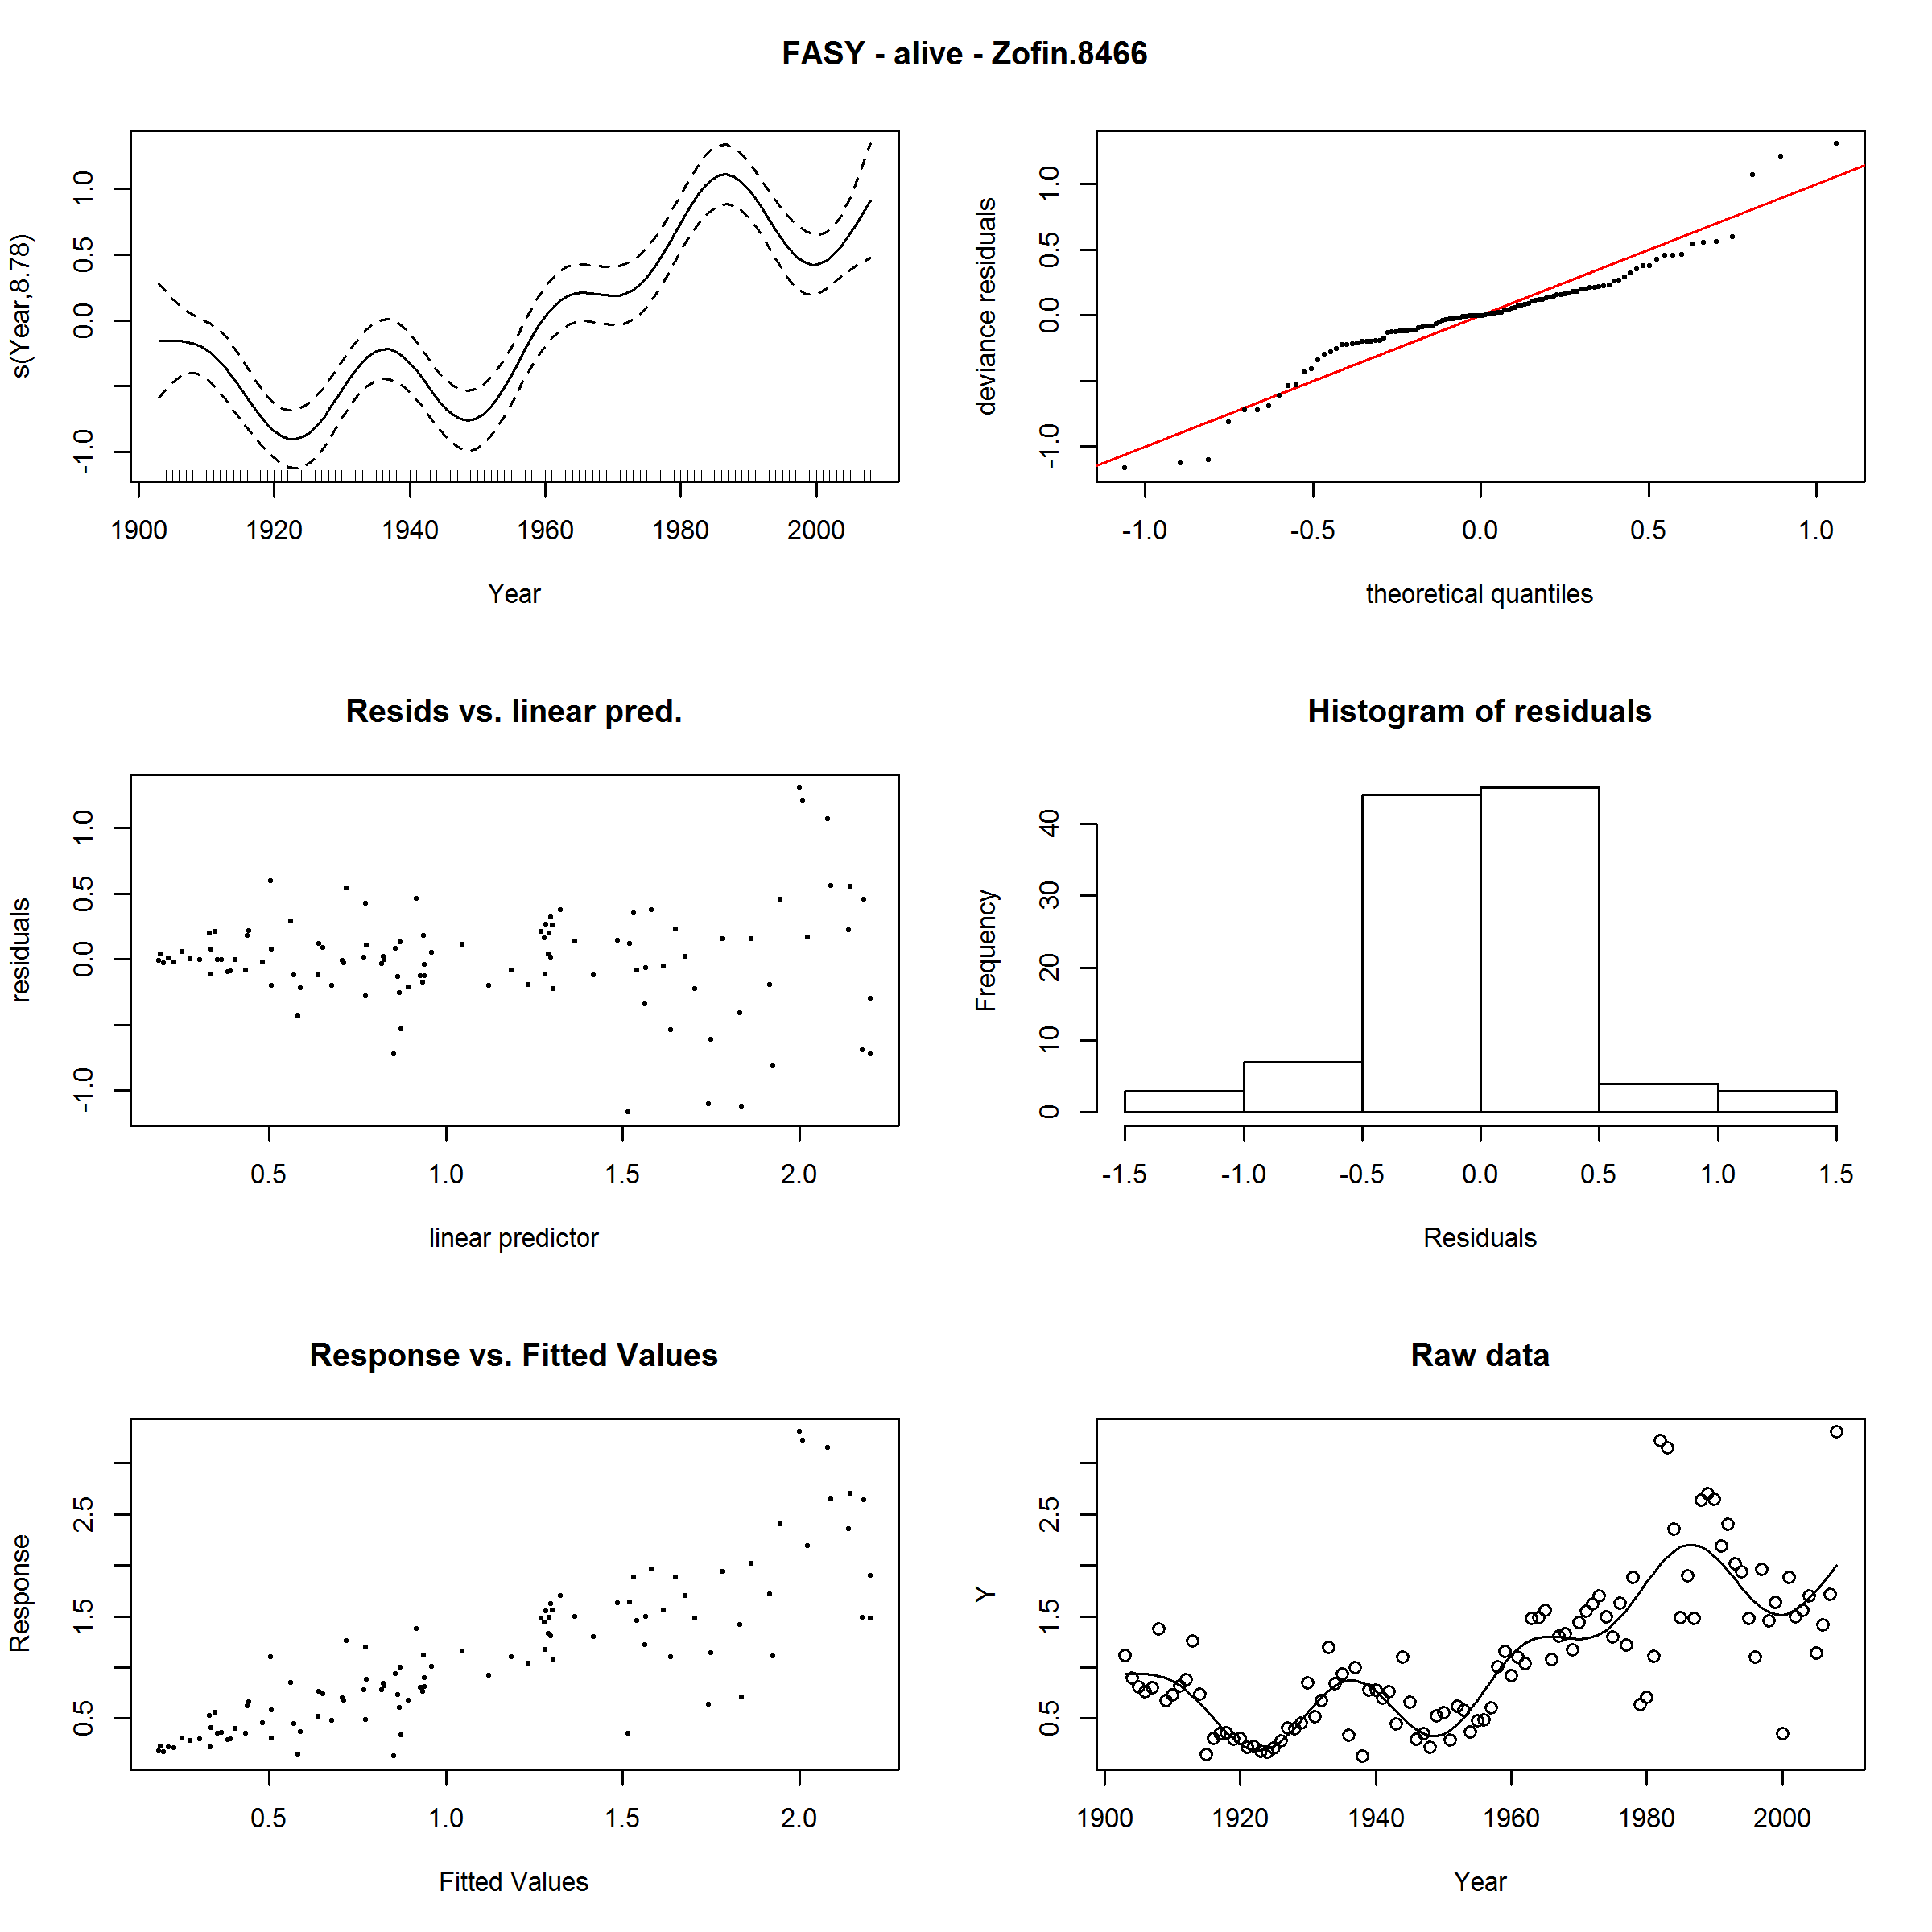 FASY - alive - Zofin.8466
s(Year,8.78)
-1.0 0.0 0.5 1.0
1900 1920 1940 1960 1980 2000
Year
deviance residuals
-1.0 0.0 0.5 1.0
-1.0 -0.5 0.0 0.5 1.0
theoretical quantiles
Resids vs. linear pred.
residuals
-1.0 0.0 0.5 1.0
0.5 1.0 1.5 2.0
linear predictor
Histogram of residuals
Frequency
0 10 20 30 40
-1.5 -1.0 -0.5 0.0 0.5 1.0 1.5
Residuals
Response vs. Fitted Values
Response
0.5 1.5 2.5
0.5 1.0 1.5 2.0
Fitted Values
Raw data
Y
0.5 1.5 2.5
1900 1920 1940 1960 1980 2000
Year